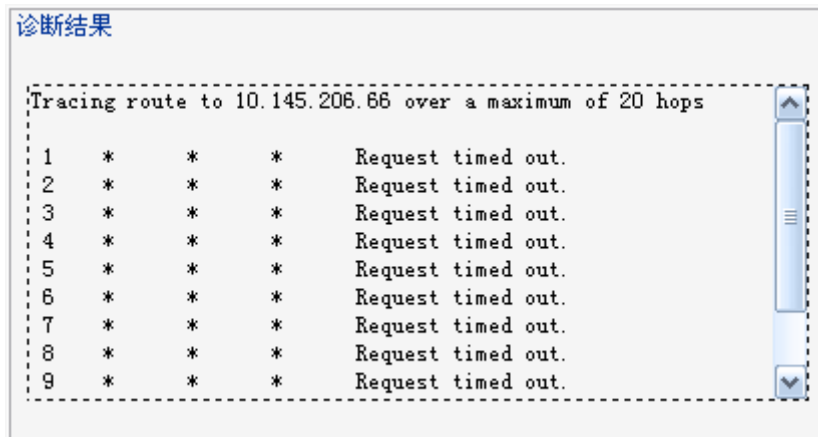 诊断结果
Tracing route to 10.145.206.66 over a maximum of 20 hops
1 * * * Request timed out.
2 * * * Request timed out.
3 * * * Request timed out.
4 * * * Request timed out.
5 * * * Request timed out.
6 * * * Request timed out.
7 * * * Request timed out.
8 * * * Request timed out.
9 * * * Request timed out.